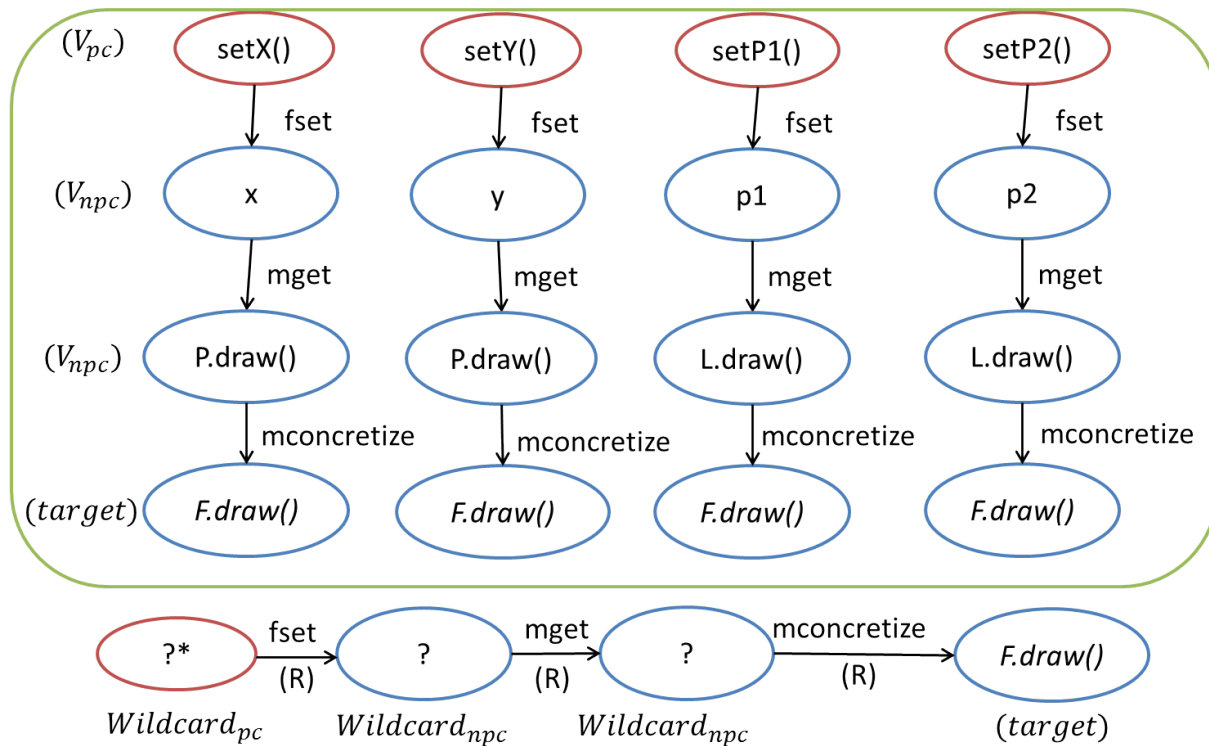 (V_pc) setX() setY() setP1() setP2()
fset fset fset fset
(V_npc) x y p1 p2
mget mget mget mget
(V_npc) P.draw() P.draw() L.draw() L.draw()
mconcretize mconcretize mconcretize mconcretize
(target) F.draw() F.draw() F.draw() F.draw()
fset mget mconcretize
?* ? ? F.draw()
(R) (R) (R)
Wildcard_pc Wildcard_npc Wildcard_npc (target)